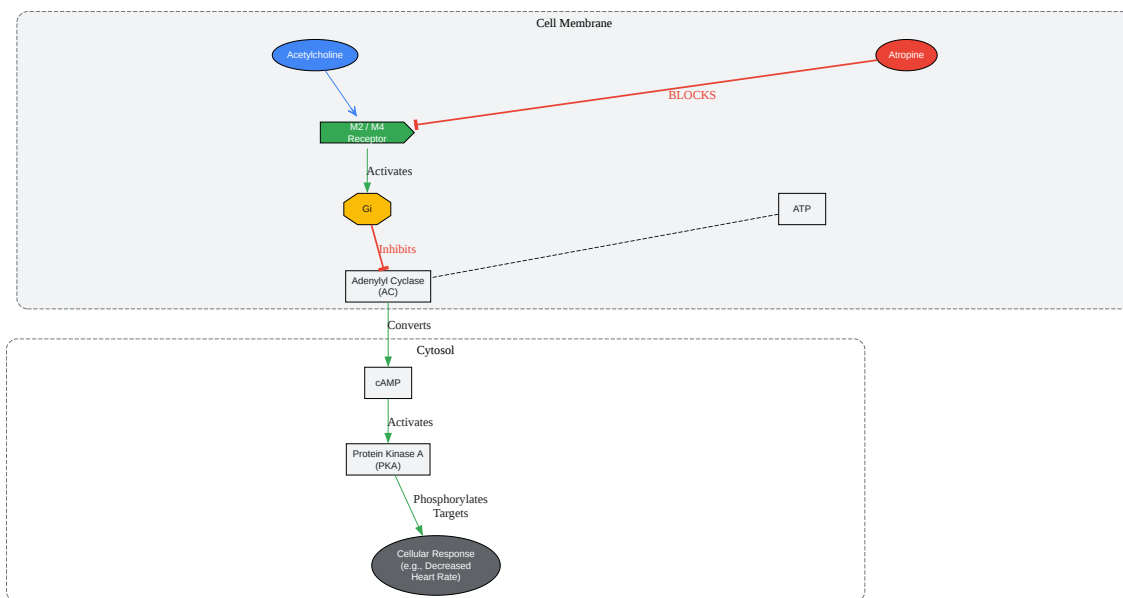 Cell Membrane
Acetylcholine
Atropine
BLOCKS
M2 / M4
Receptor
Activates
Gi
ATP
Inhibits
Adenylyl Cyclase
(AC)
Converts
Cytosol
cAMP
Activates
Protein Kinase A
(PKA)
Phosphorylates
Targets
Cellular Response
(e.g., Decreased
Heart Rate)